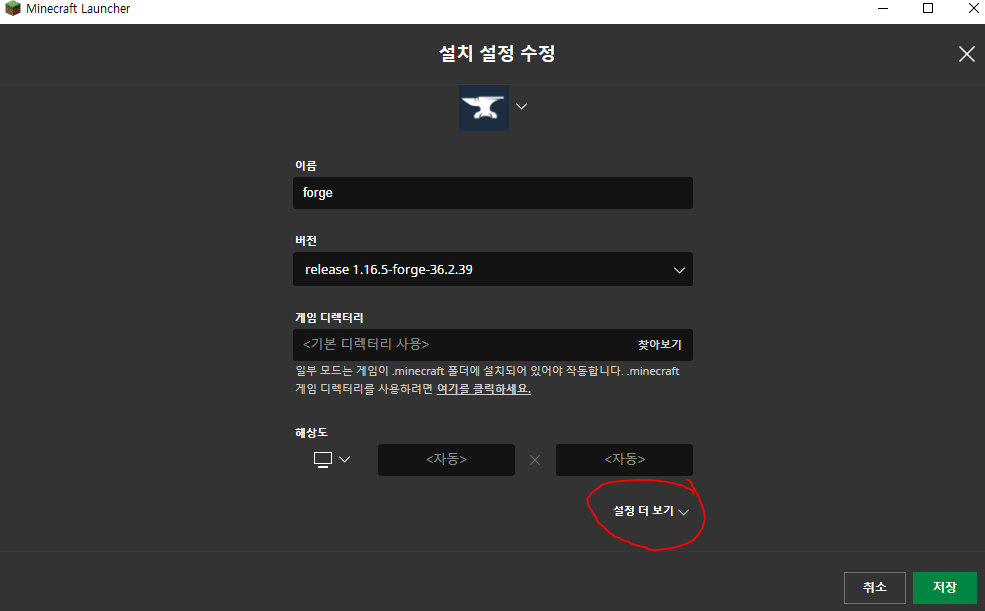 Minecraft Launcher
설치 설정 수정
이름
forge
버전
release 1.16.5-forge-36.2.39
게임 디렉터리
<기본 디렉터리 사용> 찾아보기
일부 모드는 게임이 .minecraft 폴더에 설치되어 있어야 작동합니다. .minecraft
게임 디렉터리를 사용하려면 여기를 클릭하세요.
해상도
<자동> <자동>
설정 더 보기
취소 저장